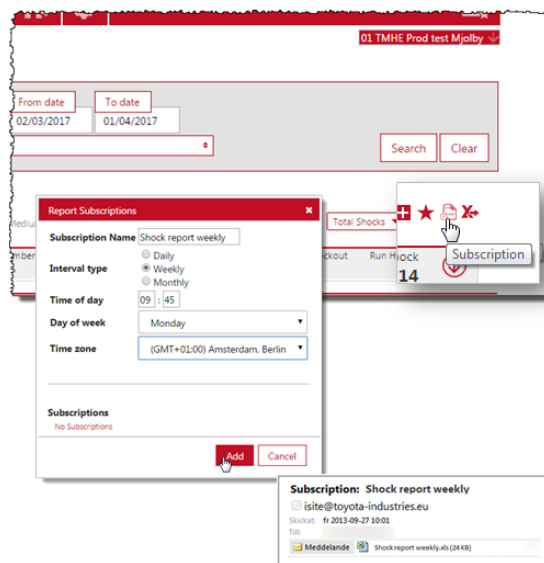 01 TMHE Prod test Mjolby
From date
To date
02/03/2017
01/04/2017
Search
Clear
Total Shocks
Subscription
14
Report Subscriptions
Subscription Name Shock report weekly
Daily
Interval type
Weekly
Monthly
Time of day 09 : 45
Day of week Monday
Time zone (GMT+01:00) Amsterdam, Berlin
Subscriptions
No Subscriptions
Add
Cancel
Subscription: Shock report weekly
isite@toyota-industries.eu
Skickat: fr 2013-09-27 10:01
Till:
Meddelande Shock report weekly.xls (24 KB)